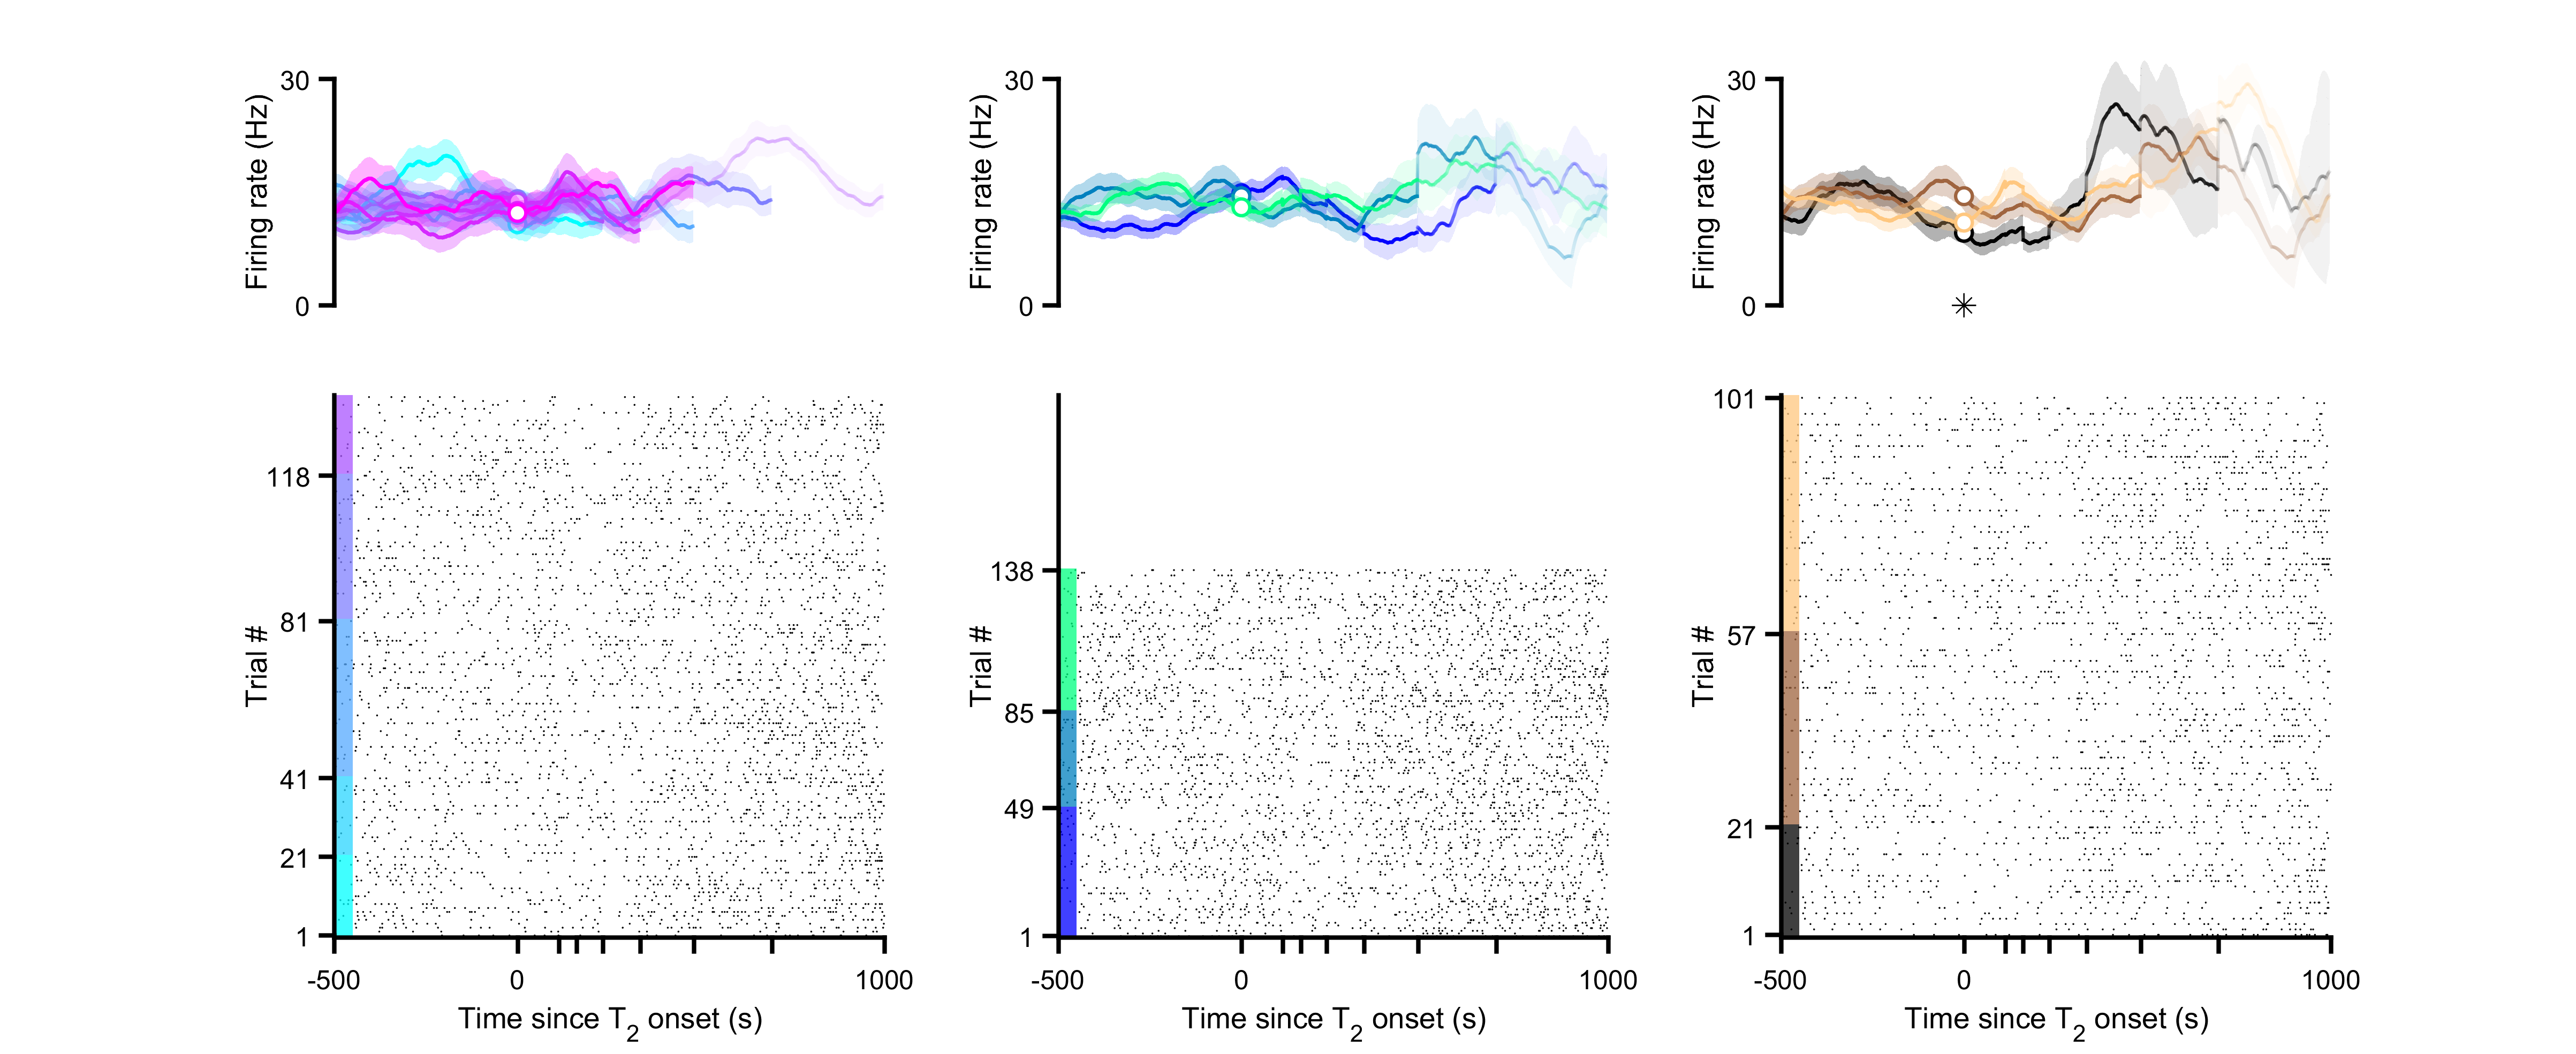 30
Firing rate (Hz)
0
30
Firing rate (Hz)
0
30
Firing rate (Hz)
0
118
81
Trial #
41
21
1
-500 0 1000
Time since T2 onset (s)
138
Trial #
85
49
1
-500 0 1000
Time since T2 onset (s)
101
57
Trial #
21
1
-500 0 1000
Time since T2 onset (s)